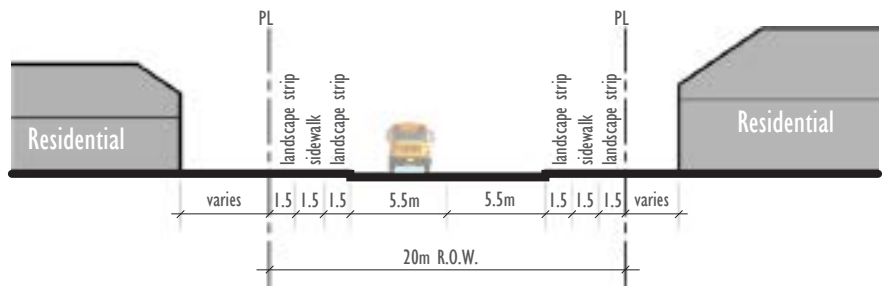 PL
PL
landscape strip
sidewalk
landscape strip
landscape strip
sidewalk
landscape strip
Residential
Residential
varies
1.5
1.5
1.5
5.5m
5.5m
1.5
1.5
1.5
varies
20m R.O.W.